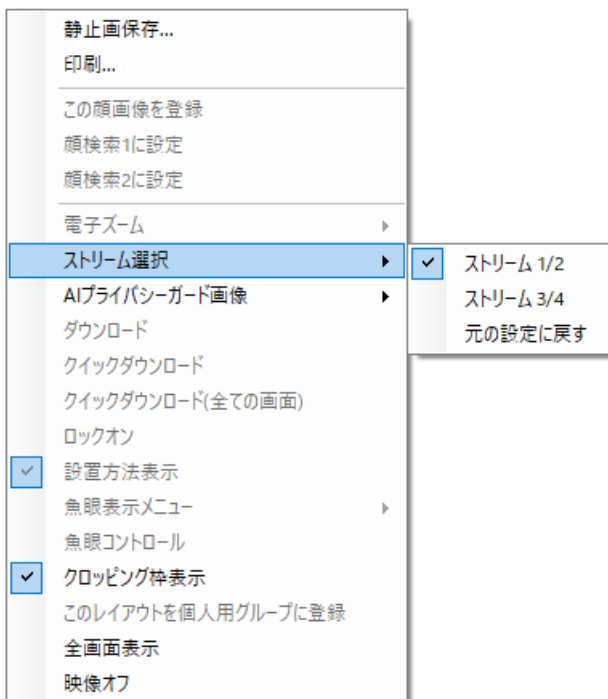 静止画保存...
印刷...
この顔画像を登録
顔検索1に設定
顔検索2に設定
電子ズーム
ストリーム選択
ストリーム 1/2
AIプライバシーガード画像
ストリーム 3/4
ダウンロード
元の設定に戻す
クイックダウンロード
クイックダウンロード(全ての画面)
ロックオン
設置方法表示
魚眼表示メニュー
魚眼コントロール
クロッピング枠表示
このレイアウトを個人用グループに登録
全画面表示
映像オフ